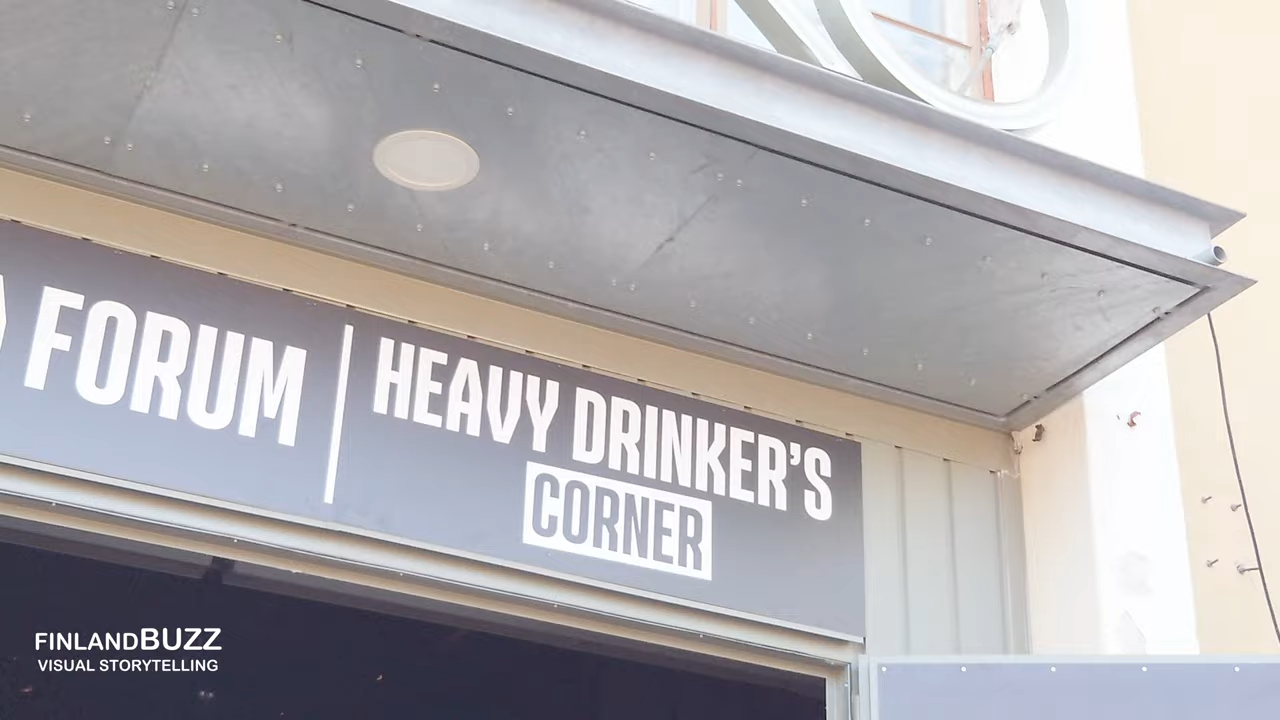 FORUM
HEAVY DRINKER'S
CORNER
FINLANDBUZZ
VISUAL STORYTELLING